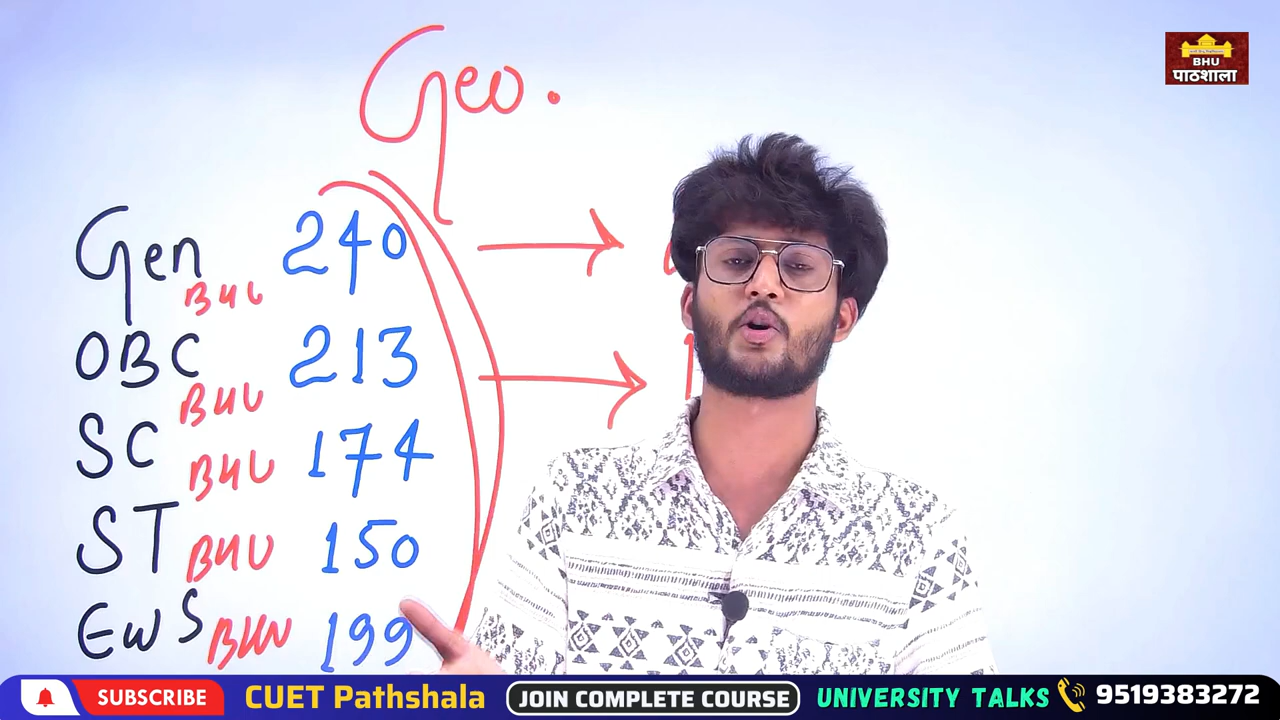 BHU
पाठशाला
Geo.
Gen BHU 240
OBC BHU 213
SC BHU 174
ST BHU 150
EWS BHU 199
SUBSCRIBE CUET Pathshala JOIN COMPLETE COURSE UNIVERSITY TALKS 9519383272